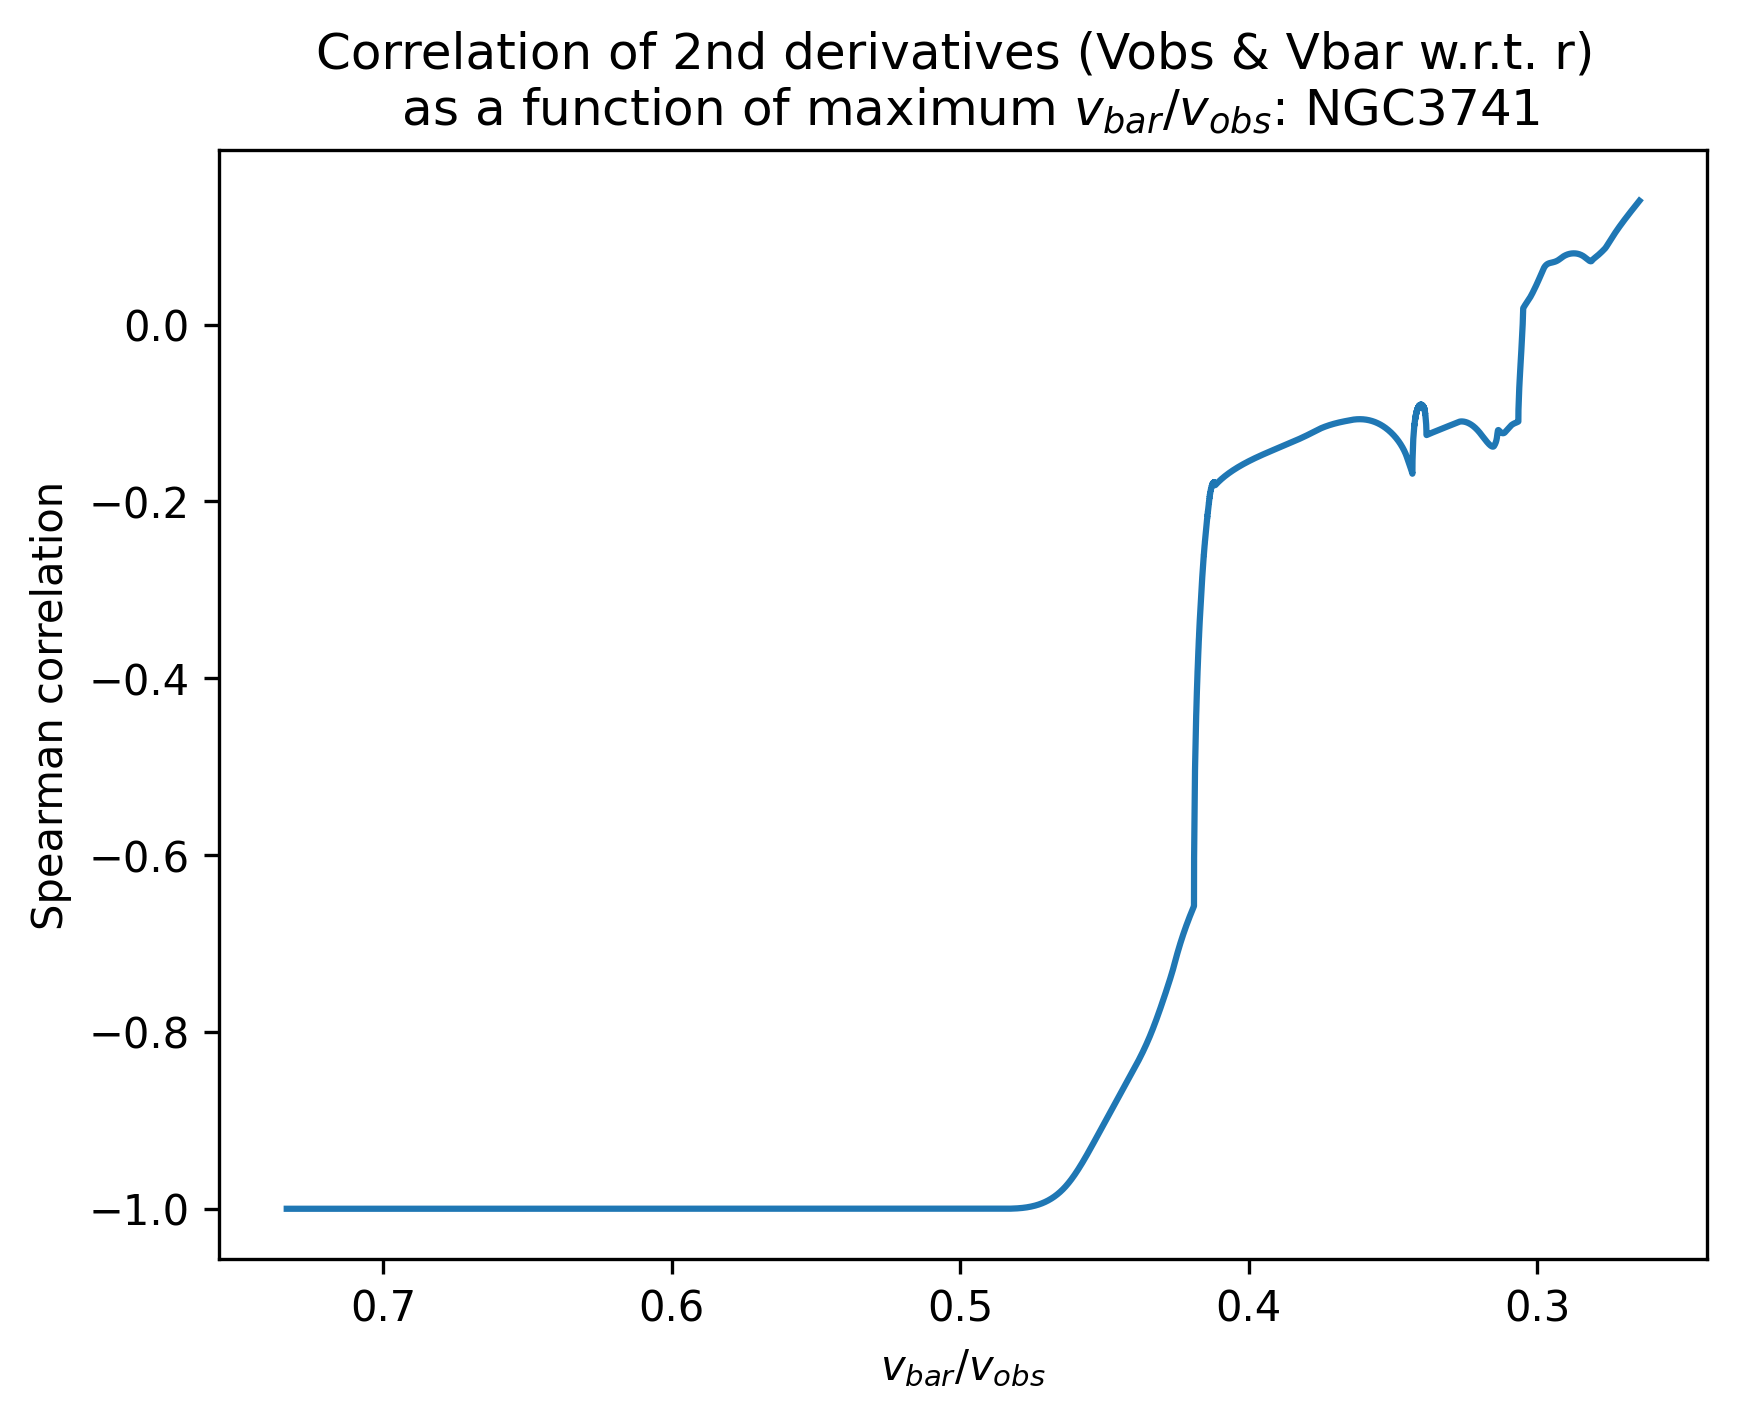 Correlation of 2nd derivatives (Vobs & Vbar w.r.t. r)
as a function of maximum v_bar/v_obs: NGC3741
Spearman correlation
0.0
−0.2
−0.4
−0.6
−0.8
−1.0
0.7 0.6 0.5 0.4 0.3
v_bar/v_obs